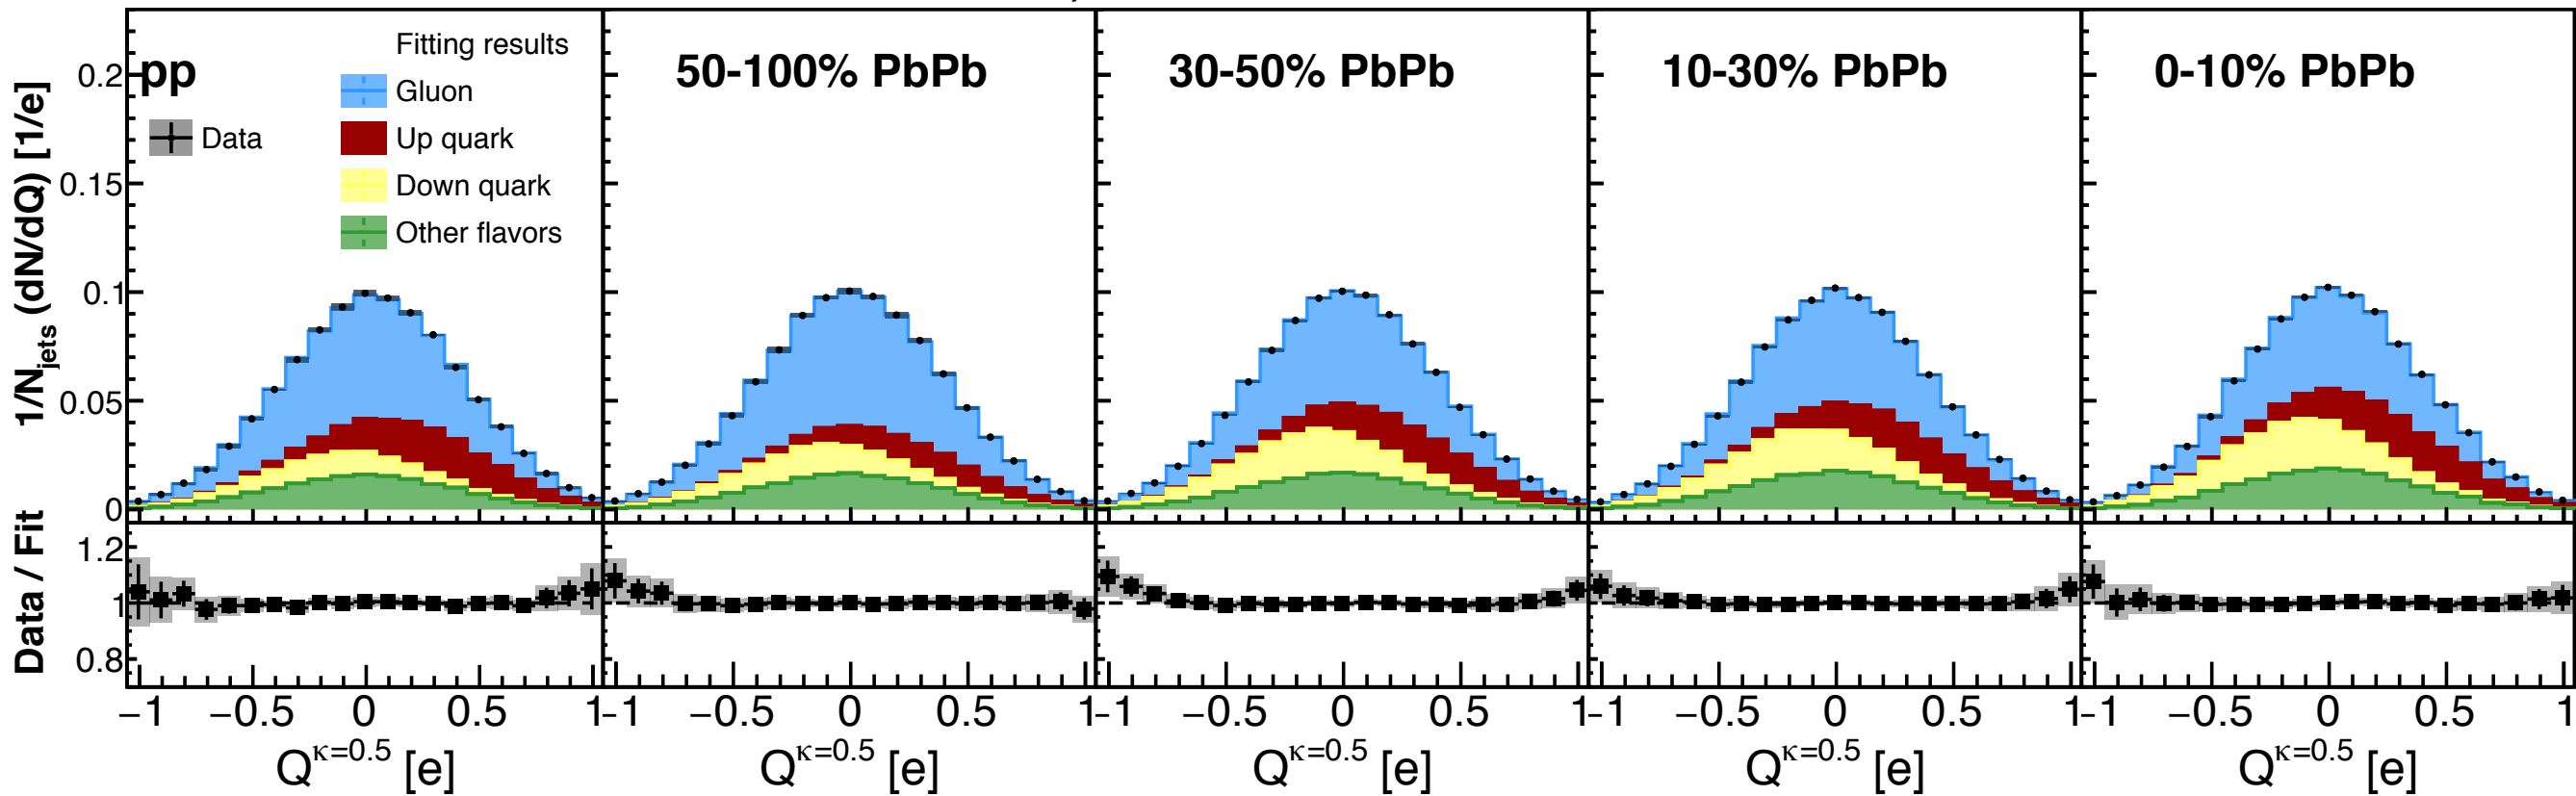 Fitting results
pp
Gluon
Data
Up quark
Down quark
Other flavors
50-100% PbPb
30-50% PbPb
10-30% PbPb
0-10% PbPb
1/N_jets (dN/dQ) [1/e]
0.2
0.15
0.1
0.05
0
Data / Fit
1.2
1
0.8
−1 −0.5 0 0.5 1
−1 −0.5 0 0.5 1
−1 −0.5 0 0.5 1
−1 −0.5 0 0.5 1
−1 −0.5 0 0.5 1
Q^κ=0.5 [e]
Q^κ=0.5 [e]
Q^κ=0.5 [e]
Q^κ=0.5 [e]
Q^κ=0.5 [e]